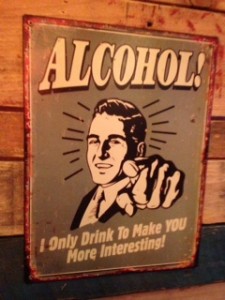 ALCOHOL!
I Only Drink To Make YOU
More Interesting!